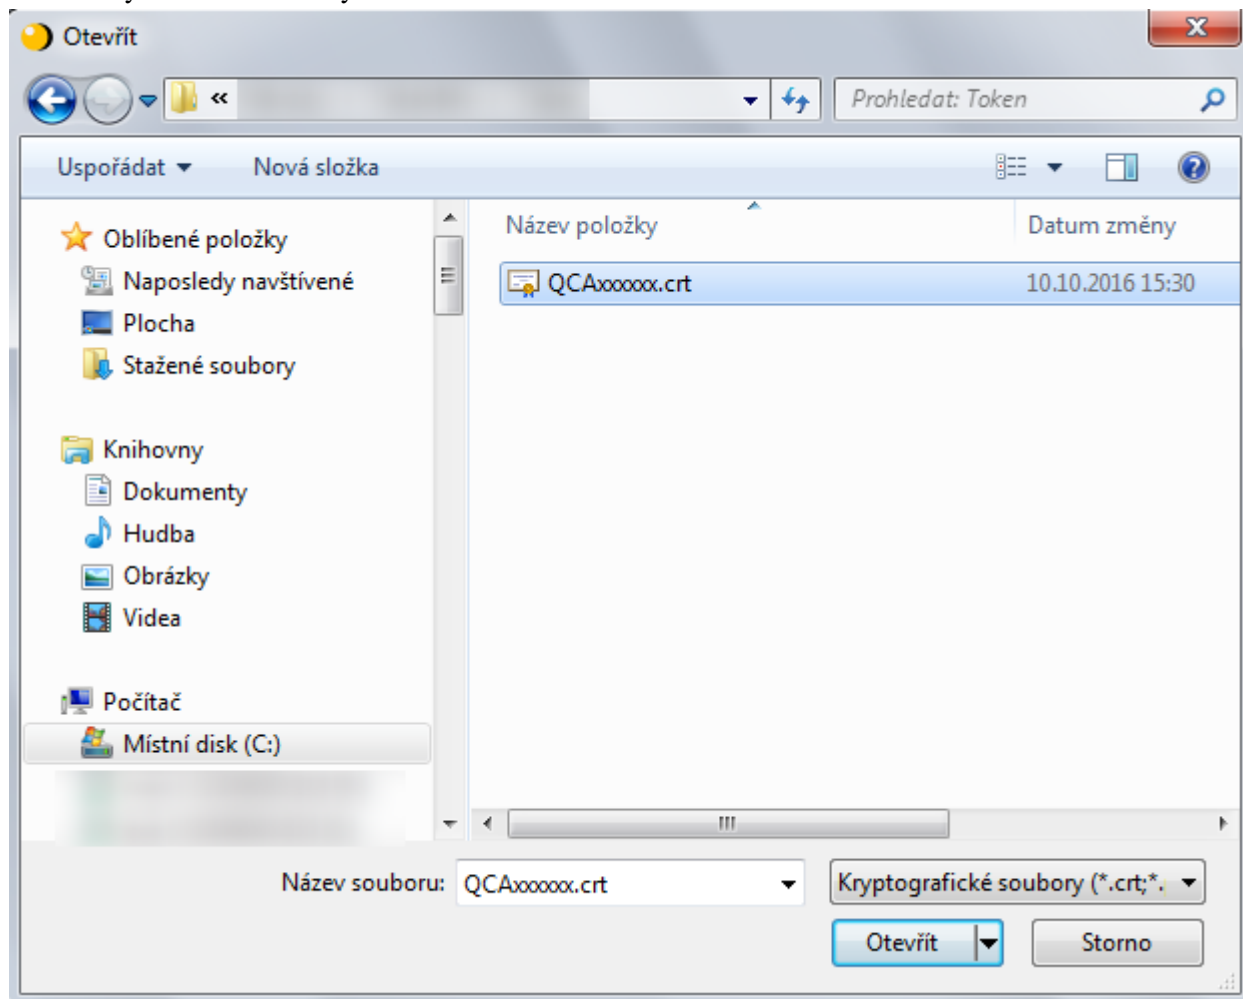 Otevřít
«
Prohledat: Token
Uspořádat
Nová složka
Název položky
Datum změny
Oblíbené položky
Naposledy navštívené
Plocha
Stažené soubory
QCAxxxxxx.crt
10.10.2016 15:30
Knihovny
Dokumenty
Hudba
Obrázky
Videa
Počítač
Místní disk (C:)
Název souboru:
QCAxxxxxx.crt
Kryptografické soubory (*.crt;*.
Otevřít
Storno